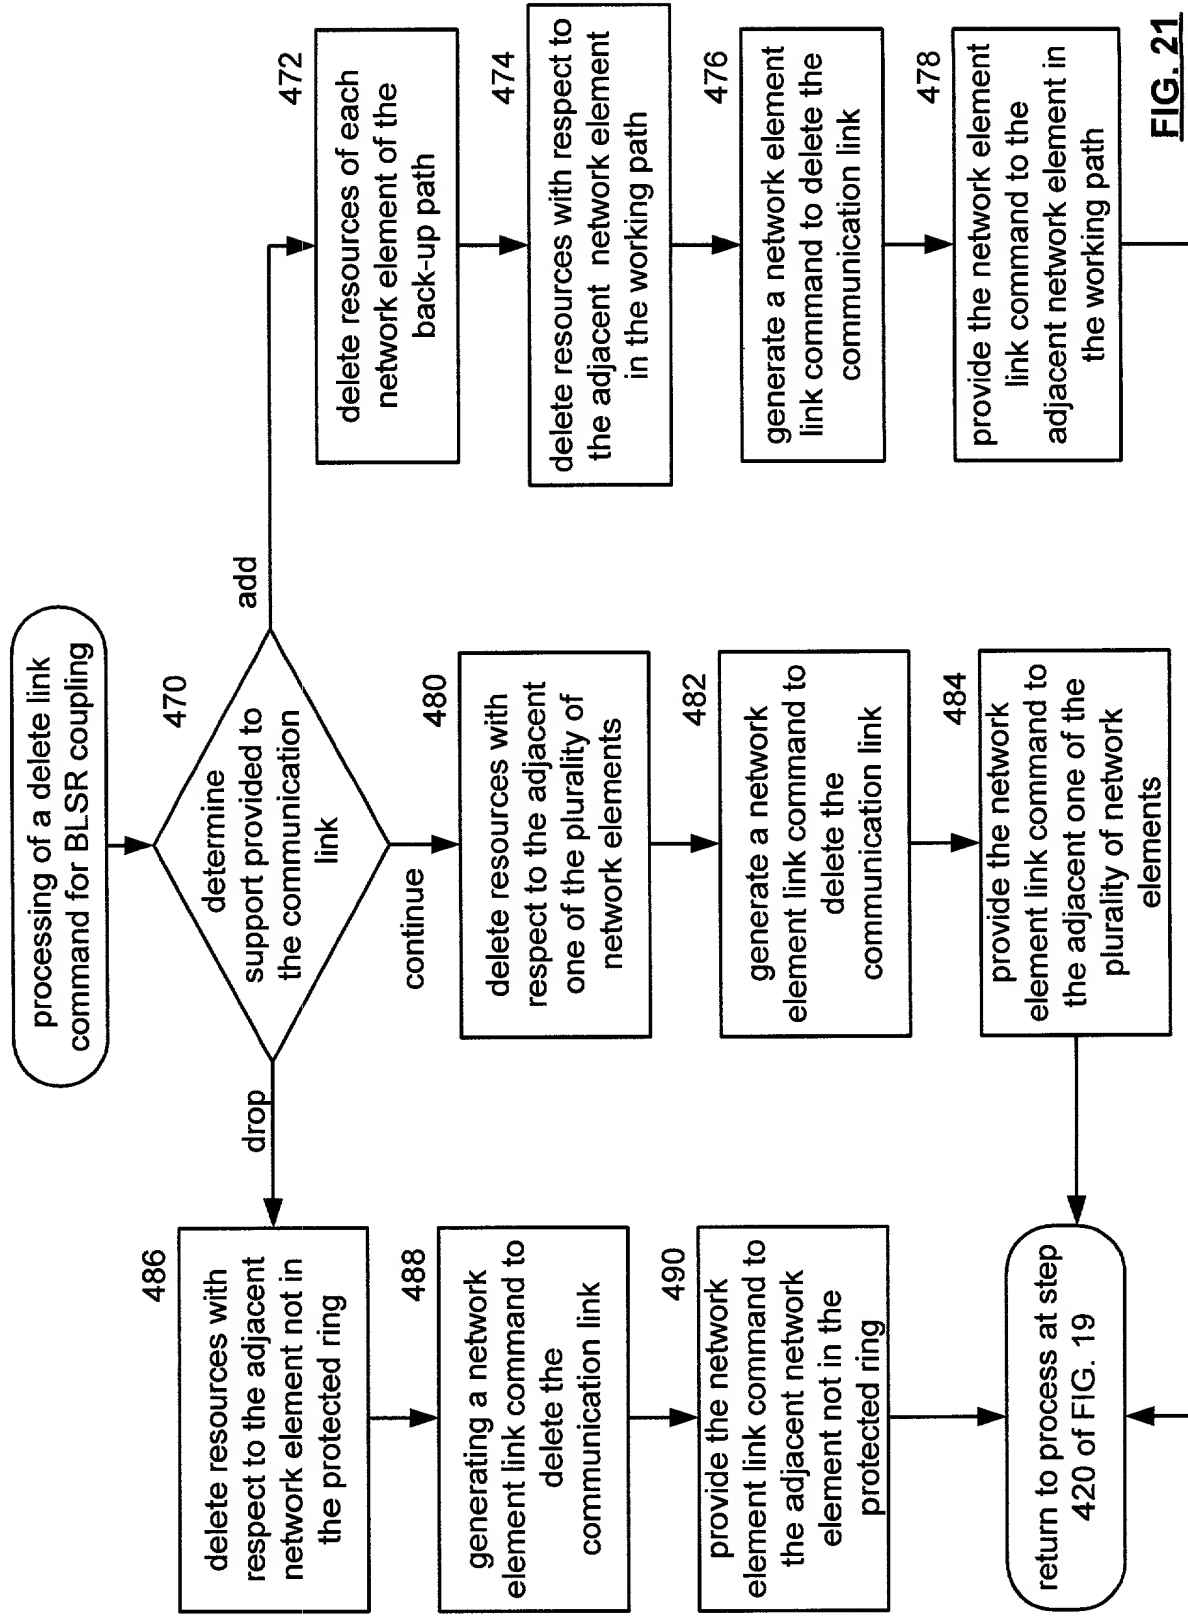 processing of a delete link
command for BLSR coupling
470
determine
support provided to
the communication
link
drop
continue
add
486
delete resources with
respect to the adjacent
network element not in
the protected ring
488
generating a network
element link command to
delete the
communication link
490
provide the network
element link command to
the adjacent network
element not in the
protected ring
480
delete resources with
respect to the adjacent
one of the plurality of
network elements
482
generate a network
element link command to
delete the
communication link
484
provide the network
element link command to
the adjacent one of the
plurality of network
elements
472
delete resources of each
network element of the
back-up path
474
delete resources with respect to
the adjacent network element
in the working path
476
generate a network element
link command to delete the
communication link
478
provide the network element
link command to the
adjacent network element in
the working path
return to process at step
420 of FIG. 19
FIG. 21